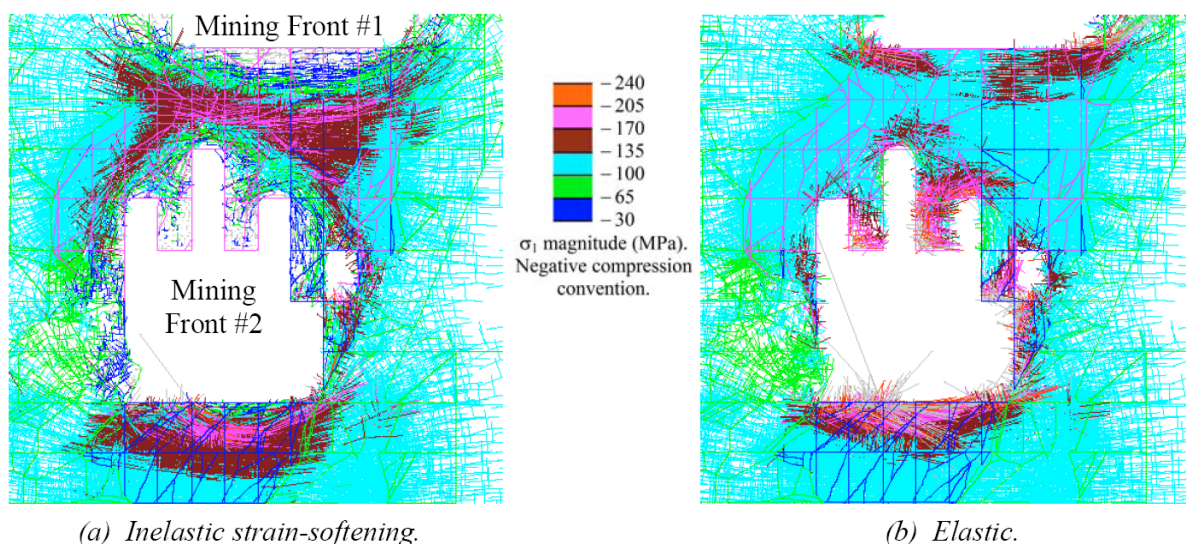 Mining Front #1
−240
−205
−170
−135
−100
−65
−30
σ1 magnitude (MPa).
Negative compression
convention.
Mining
Front #2
(a) Inelastic strain-softening.
(b) Elastic.